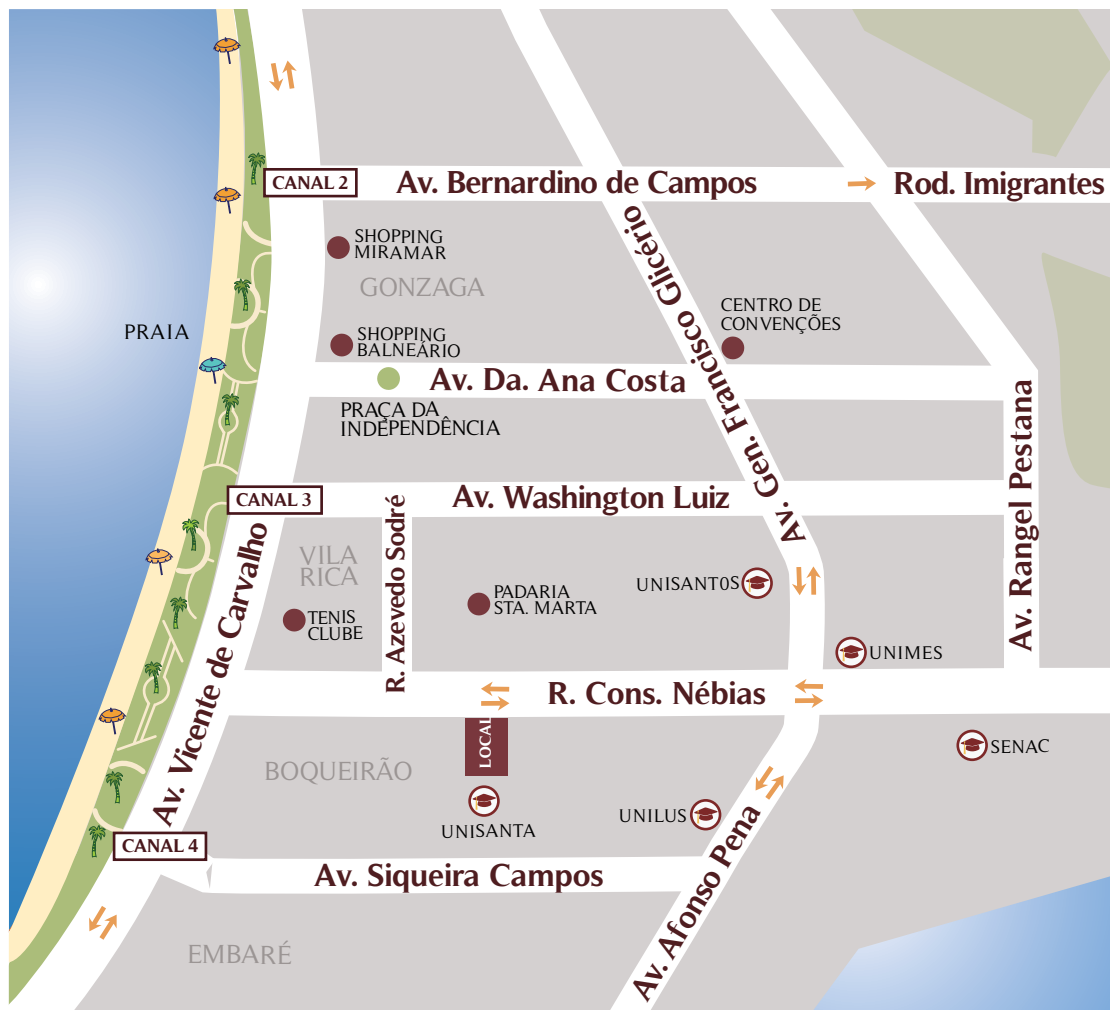 CANAL 2
Av. Bernardino de Campos
Rod. Imigrantes
SHOPPING
MIRAMAR
GONZAGA
Av. Gen. Francisco Glicério
CENTRO DE
CONVENÇÕES
PRAIA
SHOPPING
BALNEÁRIO
Av. Da. Ana Costa
PRAÇA DA
INDEPENDÊNCIA
Av. Rangel Pestana
CANAL 3
Av. Washington Luiz
R. Azevedo Sodré
VILA
RICA
Av. Vicente de Carvalho
TENIS
CLUBE
PADARIA
STA. MARTA
UNISANT0S
UNIMES
R. Cons. Nébias
LOCAL
SENAC
BOQUEIRÃO
UNISANTA
UNILUS
CANAL 4
Av. Siqueira Campos
Av. Afonso Pena
EMBARÉ